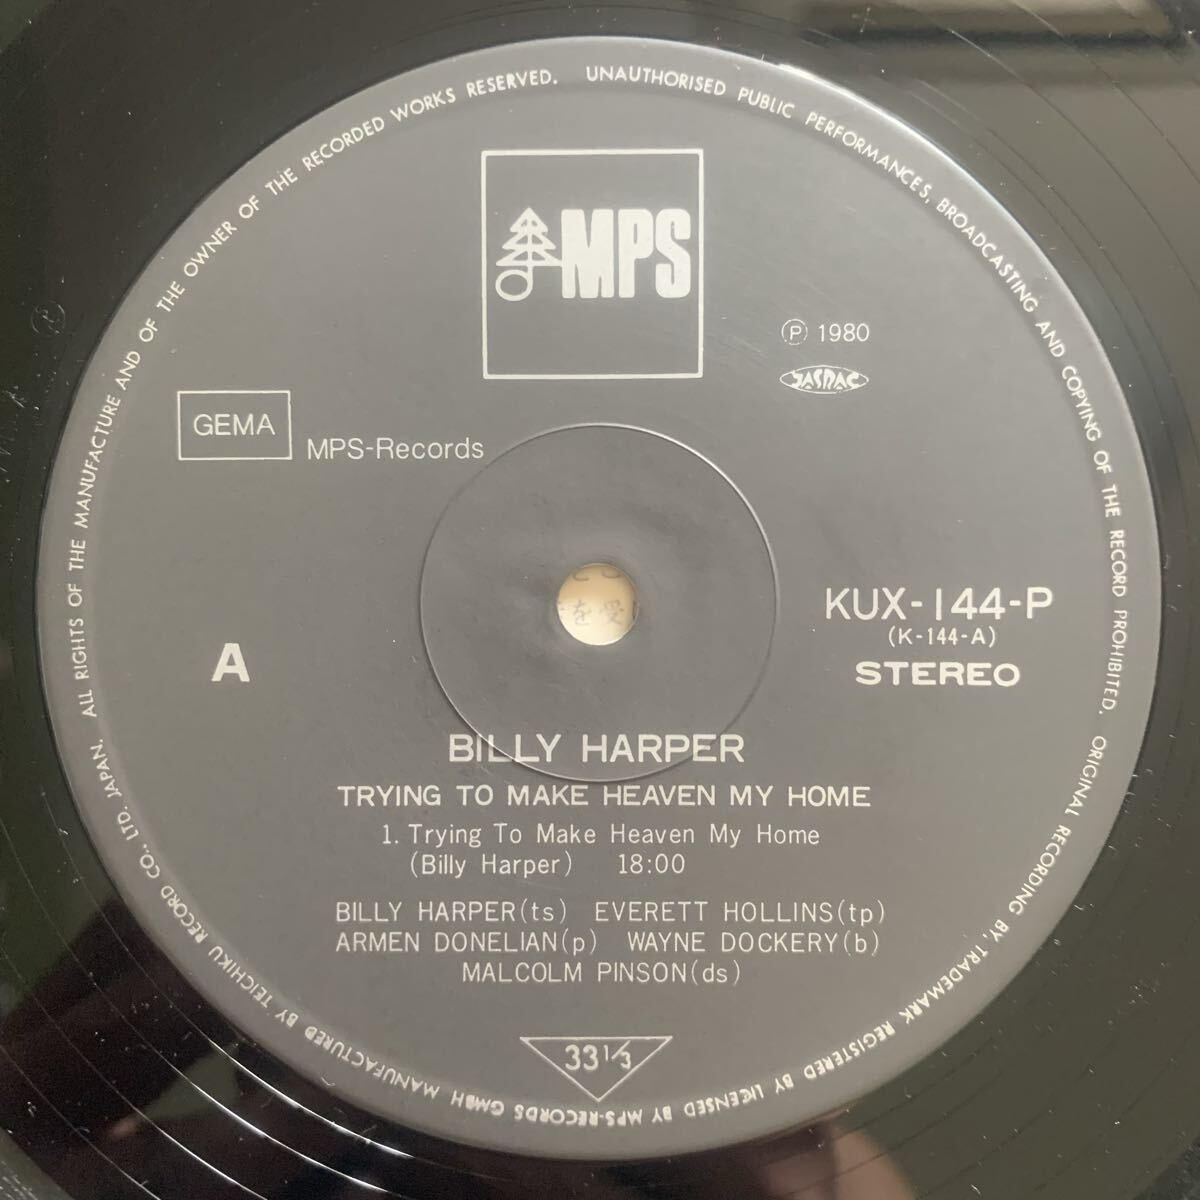 MPS
Ⓟ 1980
JASRAC
GEMA
MPS-Records
KUX-144-P
(K-144-A)
STEREO
A
を受
BILLY HARPER
TRYING TO MAKE HEAVEN MY HOME
1. Trying To Make Heaven My Home
(Billy Harper) 18:00
BILLY HARPER(ts) EVERETT HOLLINS(tp)
ARMEN DONELIAN(p) WAYNE DOCKERY(b)
MALCOLM PINSON(ds)
33 1/3
ALL RIGHTS OF THE MANUFACTURE AND OF THE OWNER OF THE RECORDED WORKS RESERVED. UNAUTHORISED PUBLIC PERFORMANCES, BROADCASTING AND COPYING OF THE RECORD PROHIBITED. ORIGINAL RECORDING BY, TRADEMARK REGISTERED BY LICENSED BY MPS-RECORDS GMBH MANUFACTURED BY TEICHIKU RECORD CO., LTD. JAPAN.